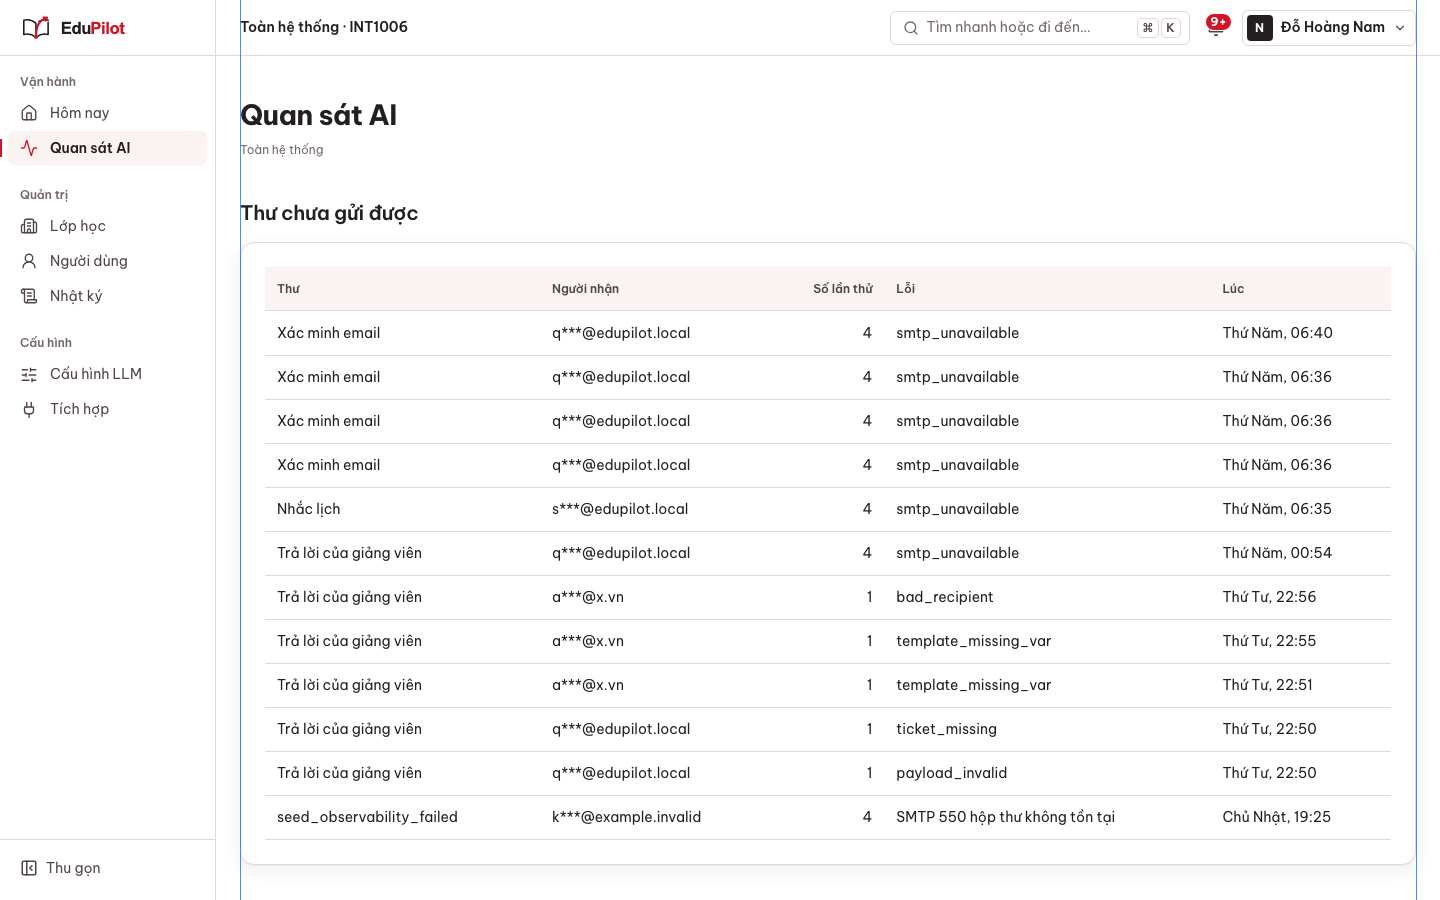 EduPilot
Toàn hệ thống · INT1006
Tìm nhanh hoặc đi đến...
⌘ K
9+
N
Đỗ Hoàng Nam
Vận hành
Hôm nay
Quan sát AI
Quản trị
Lớp học
Người dùng
Nhật ký
Cấu hình
Cấu hình LLM
Tích hợp
Thu gọn
Quan sát AI
Toàn hệ thống
Thư chưa gửi được
Thư Người nhận Số lần thử Lỗi Lúc
Xác minh email q***@edupilot.local 4 smtp_unavailable Thứ Năm, 06:40
Xác minh email q***@edupilot.local 4 smtp_unavailable Thứ Năm, 06:36
Xác minh email q***@edupilot.local 4 smtp_unavailable Thứ Năm, 06:36
Xác minh email q***@edupilot.local 4 smtp_unavailable Thứ Năm, 06:36
Nhắc lịch s***@edupilot.local 4 smtp_unavailable Thứ Năm, 06:35
Trả lời của giảng viên q***@edupilot.local 4 smtp_unavailable Thứ Năm, 00:54
Trả lời của giảng viên a***@x.vn 1 bad_recipient Thứ Tư, 22:56
Trả lời của giảng viên a***@x.vn 1 template_missing_var Thứ Tư, 22:55
Trả lời của giảng viên a***@x.vn 1 template_missing_var Thứ Tư, 22:51
Trả lời của giảng viên q***@edupilot.local 1 ticket_missing Thứ Tư, 22:50
Trả lời của giảng viên q***@edupilot.local 1 payload_invalid Thứ Tư, 22:50
seed_observability_failed k***@example.invalid 4 SMTP 550 hộp thư không tồn tại Chủ Nhật, 19:25